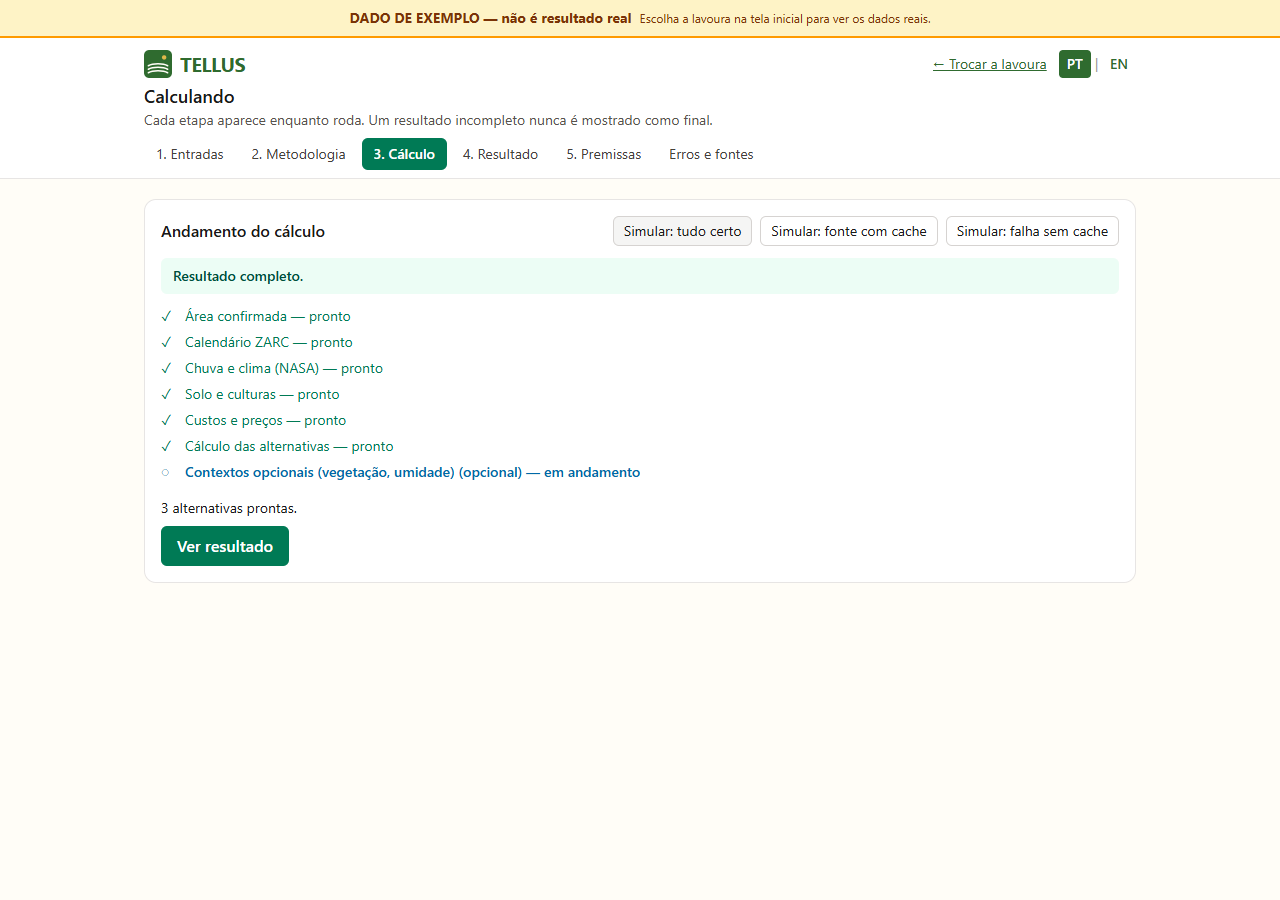 DADO DE EXEMPLO — não é resultado real Escolha a lavoura na tela inicial para ver os dados reais.
TELLUS
← Trocar a lavoura PT | EN
Calculando
Cada etapa aparece enquanto roda. Um resultado incompleto nunca é mostrado como final.
1. Entradas 2. Metodologia 3. Cálculo 4. Resultado 5. Premissas Erros e fontes
Andamento do cálculo Simular: tudo certo Simular: fonte com cache Simular: falha sem cache
Resultado completo.
✓ Área confirmada — pronto
✓ Calendário ZARC — pronto
✓ Chuva e clima (NASA) — pronto
✓ Solo e culturas — pronto
✓ Custos e preços — pronto
✓ Cálculo das alternativas — pronto
○ Contextos opcionais (vegetação, umidade) (opcional) — em andamento
3 alternativas prontas.
Ver resultado